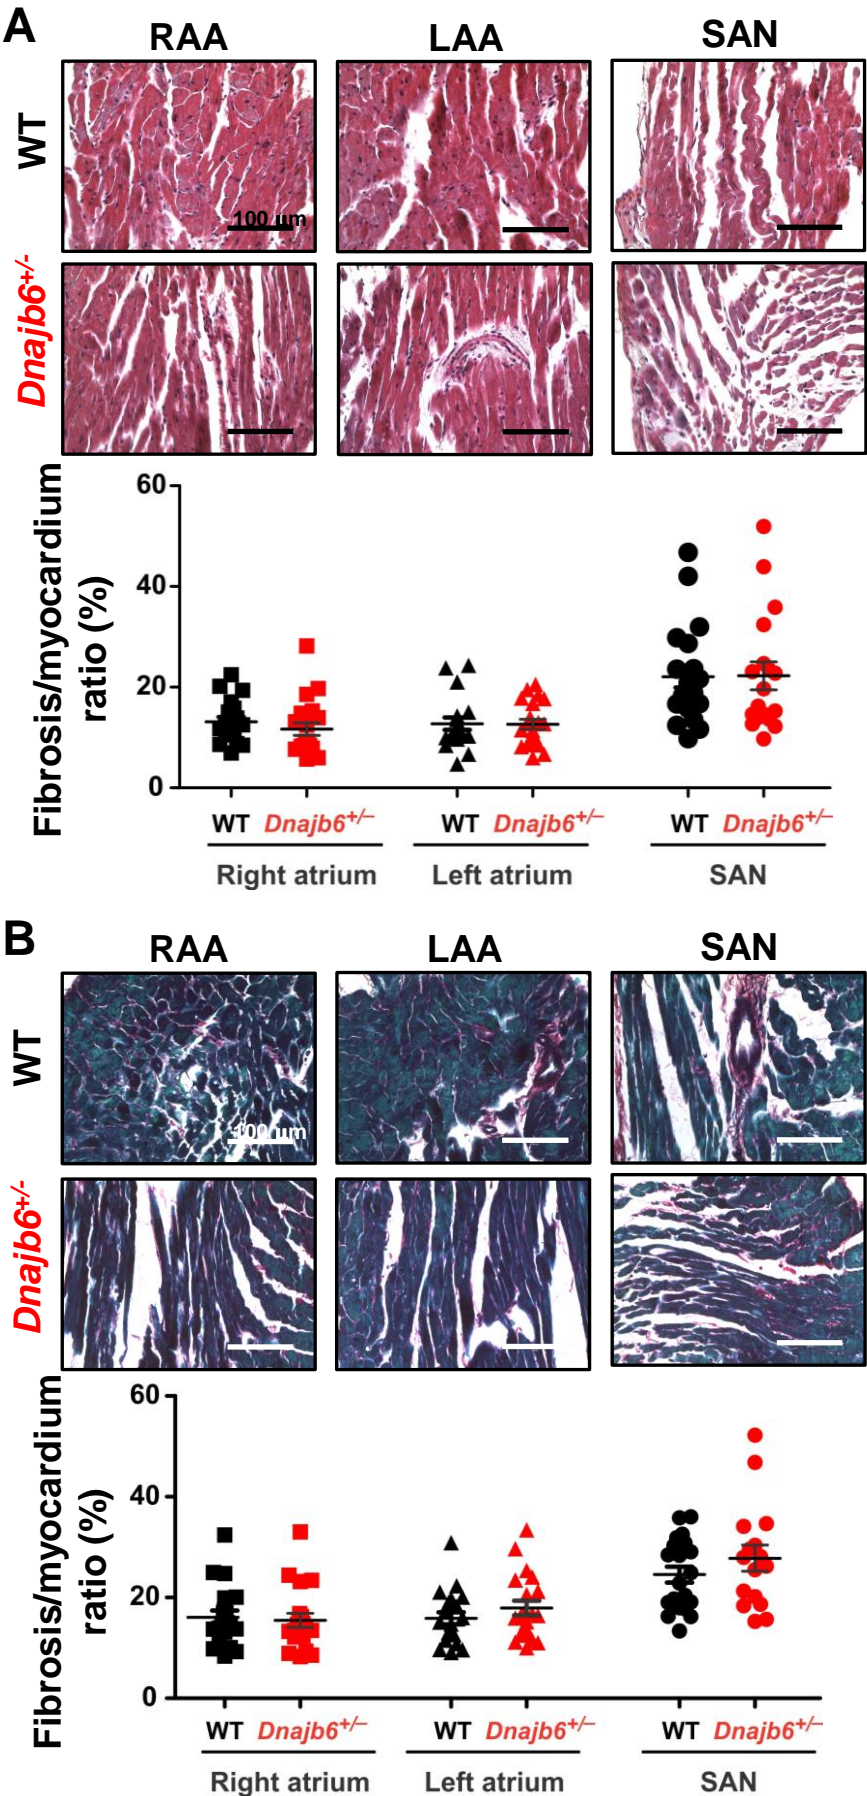 A
RAA LAA SAN
WT
100 um
Dnajb6+/-
60
40
20
0
Fibrosis/myocardium
ratio (%)
WT Dnajb6+/– WT Dnajb6+/– WT Dnajb6+/–
Right atrium Left atrium SAN
B
RAA LAA SAN
WT
100 um
Dnajb6+/-
60
40
20
0
Fibrosis/myocardium
ratio (%)
WT Dnajb6+/– WT Dnajb6+/– WT Dnajb6+/–
Right atrium Left atrium SAN